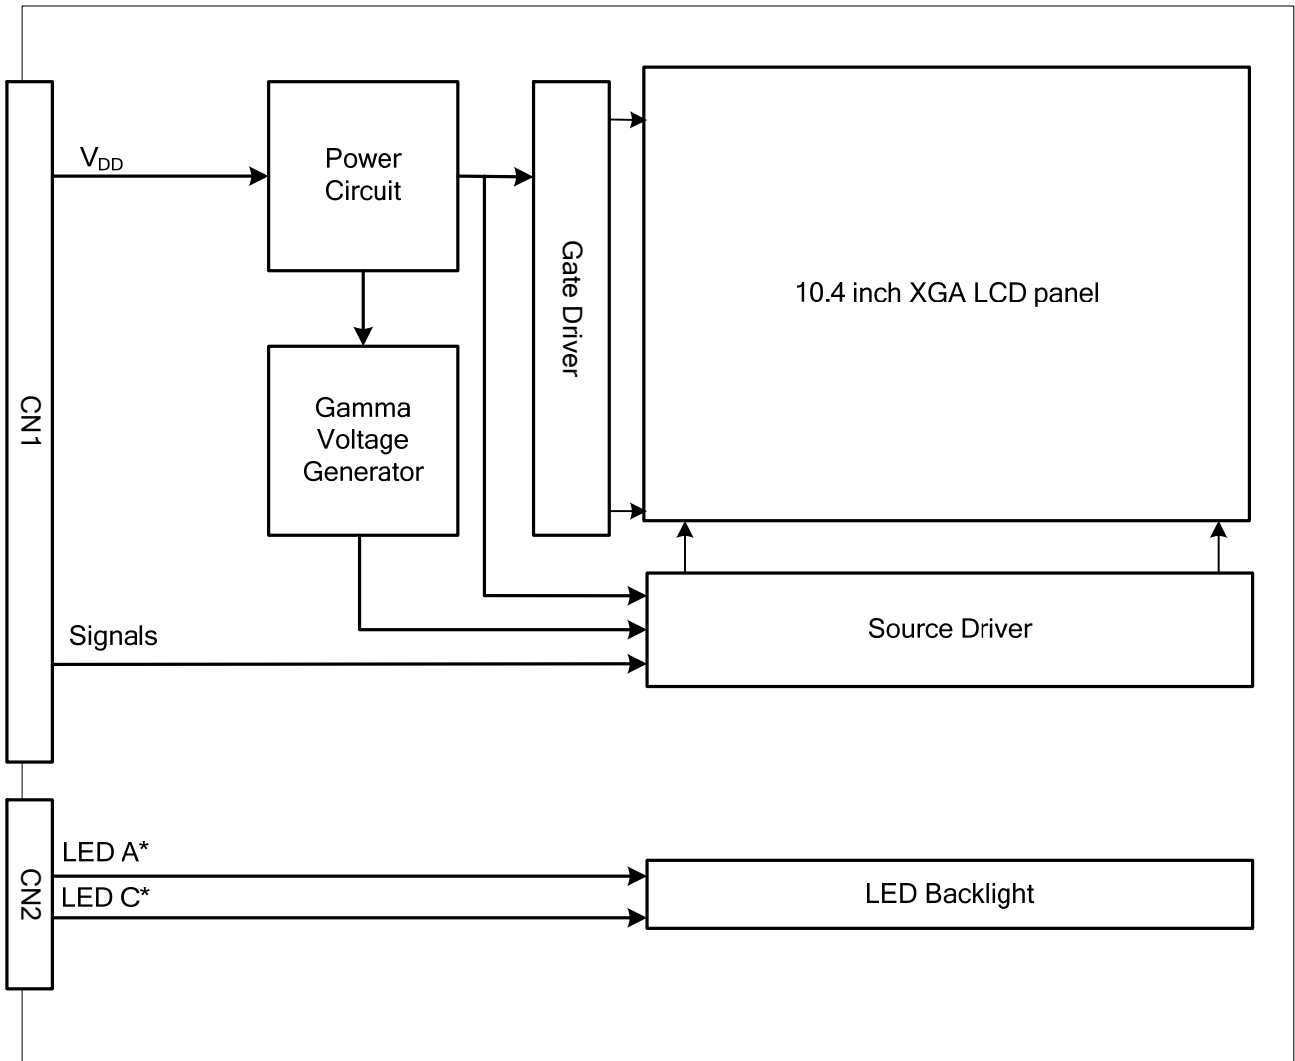 V_DD
Power
Circuit
Gate Driver
10.4 inch XGA LCD panel
CN1
Gamma
Voltage
Generator
Signals
Source Driver
CN2
LED A*
LED C*
LED Backlight